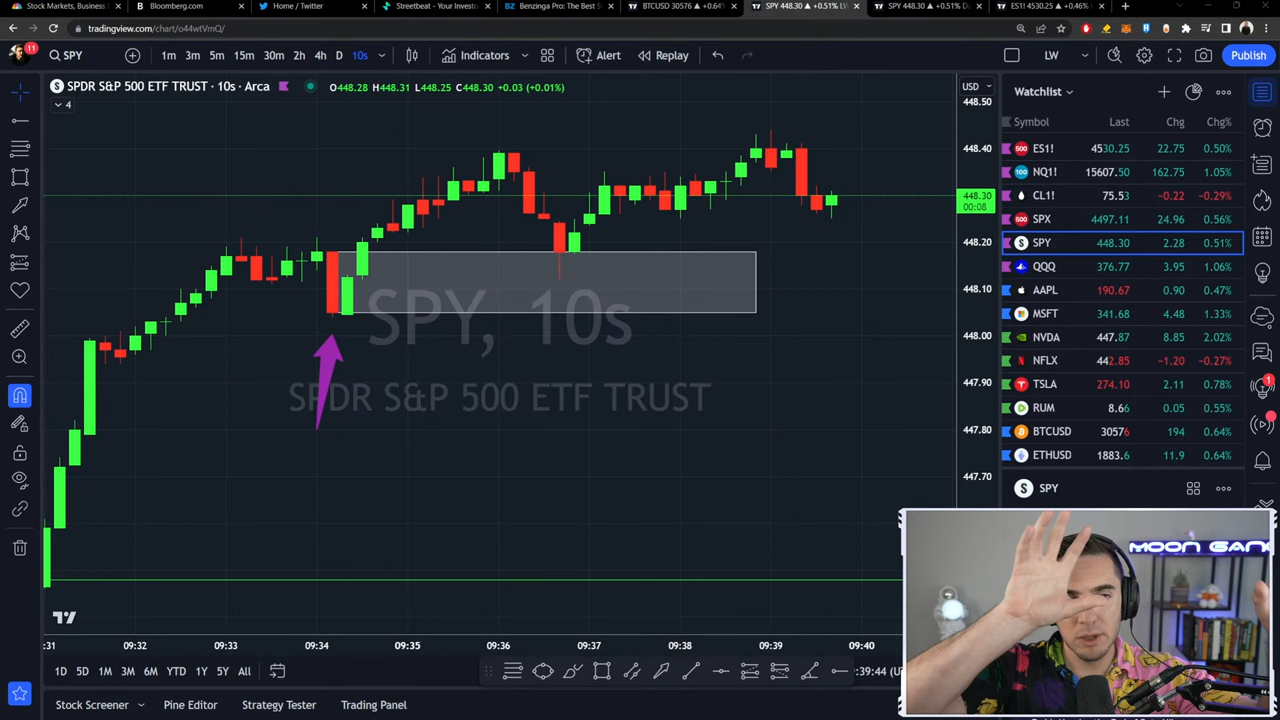 Stock Markets, Business
Bloomberg.com
Home / Twitter
Streetbeat - Your Investo
Benzinga Pro: The Best S
BTCUSD 30576 ▲ +0.64%
SPY 448.30 ▲ +0.51% LW
SPY 448.30 ▲ +0.51% D
ES1! 4530.25 ▲ +0.46%
tradingview.com/chart/o44wtVmQ/
11
SPY
1m 3m 5m 15m 30m 1h 4h D 10s
Indicators
Alert
Replay
LW
Publish
SPDR S&P 500 ETF TRUST · 10s · Arca
O448.28 H448.31 L448.25 C448.30 +0.03 (+0.01%)
4
USD
448.50
448.40
448.30
00:08
448.20
448.10
448.00
447.90
447.80
447.70
SPY, 10s
SPDR S&P 500 ETF TRUST
Watchlist
Symbol Last Chg Chg%
ES1! 4530.25 22.75 0.50%
NQ1! 15607.50 162.75 1.05%
CL1! 75.53 -0.22 -0.29%
SPX 4497.11 24.96 0.56%
SPY 448.30 2.28 0.51%
QQQ 376.77 3.95 1.06%
AAPL 190.67 0.90 0.47%
MSFT 341.68 4.48 1.33%
NVDA 447.87 8.85 2.02%
NFLX 442.85 -1.20 -0.27%
TSLA 274.10 2.11 0.78%
RUM 8.66 0.05 0.55%
BTCUSD 30576 194 0.64%
ETHUSD 1883.6 11.9 0.64%
SPY
MOON GANG
:31 09:32 09:33 09:34 09:35 09:36 09:37 09:38 09:39 09:40
1D 5D 1M 3M 6M YTD 1Y 5Y All
:39:44 (U
Stock Screener
Pine Editor
Strategy Tester
Trading Panel